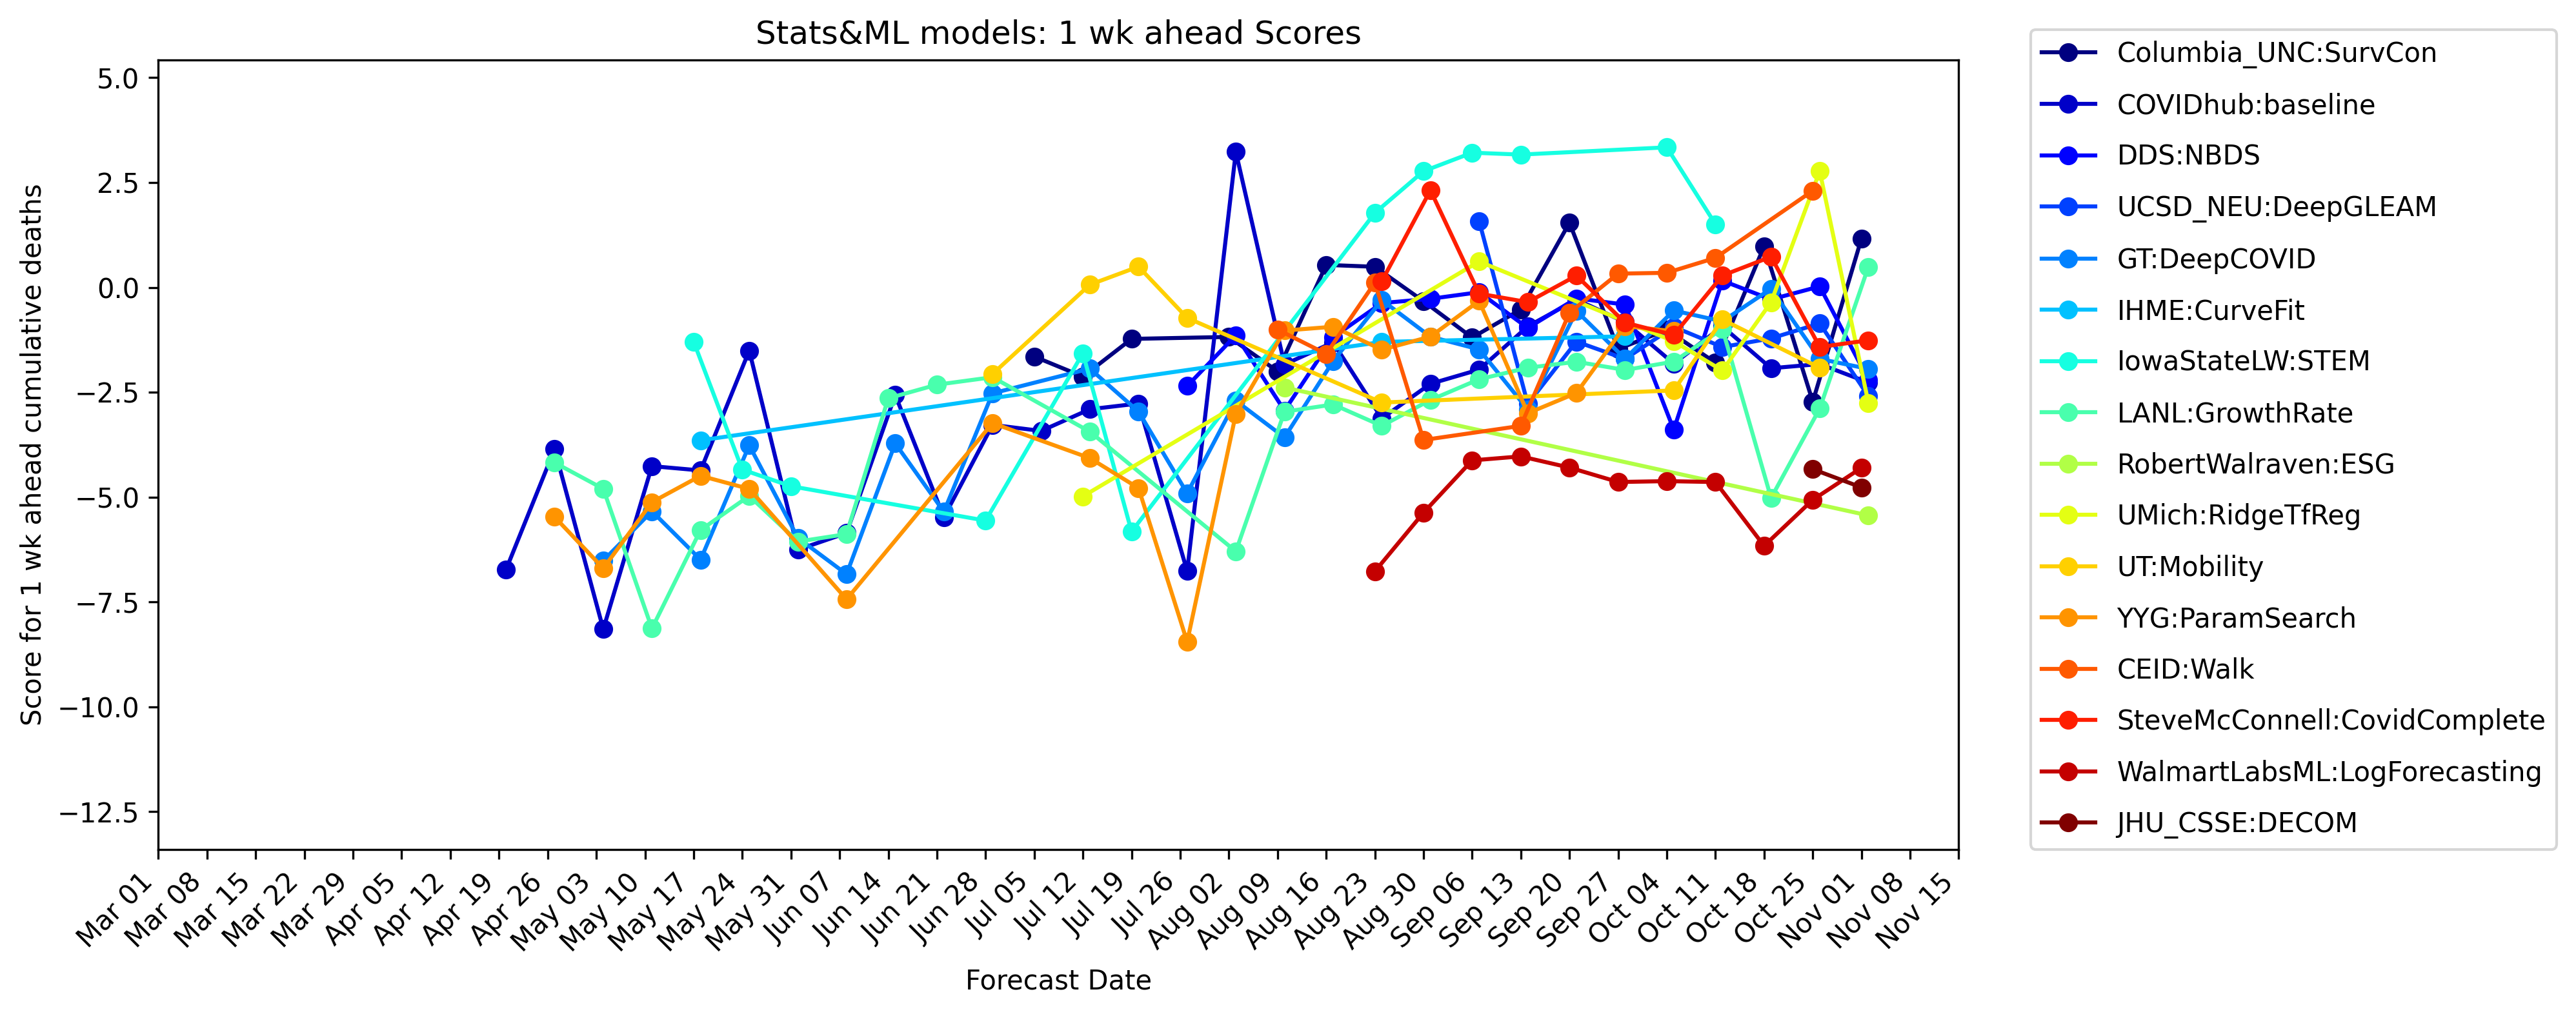 Stats&ML models: 1 wk ahead Scores
Score for 1 wk ahead cumulative deaths
5.0
2.5
0.0
−2.5
−5.0
−7.5
−10.0
−12.5
Mar 01
Mar 08
Mar 15
Mar 22
Mar 29
Apr 05
Apr 12
Apr 19
Apr 26
May 03
May 10
May 17
May 24
May 31
Jun 07
Jun 14
Jun 21
Jun 28
Jul 05
Jul 12
Jul 19
Jul 26
Aug 02
Aug 09
Aug 16
Aug 23
Aug 30
Sep 06
Sep 13
Sep 20
Sep 27
Oct 04
Oct 11
Oct 18
Oct 25
Nov 01
Nov 08
Nov 15
Forecast Date
Columbia_UNC:SurvCon
COVIDhub:baseline
DDS:NBDS
UCSD_NEU:DeepGLEAM
GT:DeepCOVID
IHME:CurveFit
IowaStateLW:STEM
LANL:GrowthRate
RobertWalraven:ESG
UMich:RidgeTfReg
UT:Mobility
YYG:ParamSearch
CEID:Walk
SteveMcConnell:CovidComplete
WalmartLabsML:LogForecasting
JHU_CSSE:DECOM